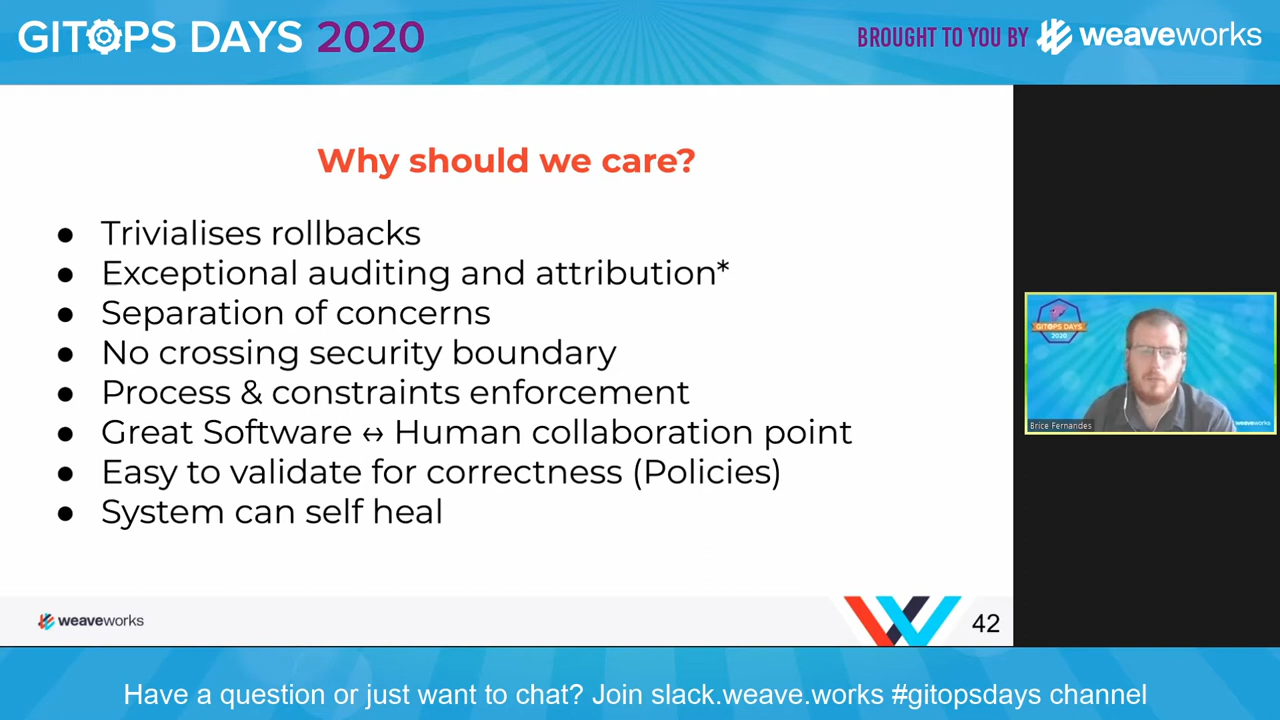 GITOPS DAYS 2020
BROUGHT TO YOU BY weaveworks
Why should we care?
● Trivialises rollbacks
● Exceptional auditing and attribution*
● Separation of concerns
● No crossing security boundary
● Process & constraints enforcement
● Great Software ↔ Human collaboration point
● Easy to validate for correctness (Policies)
● System can self heal
GITOPS DAYS
2020
Brice Fernandes
weaveworks
weaveworks
42
Have a question or just want to chat? Join slack.weave.works #gitopsdays channel